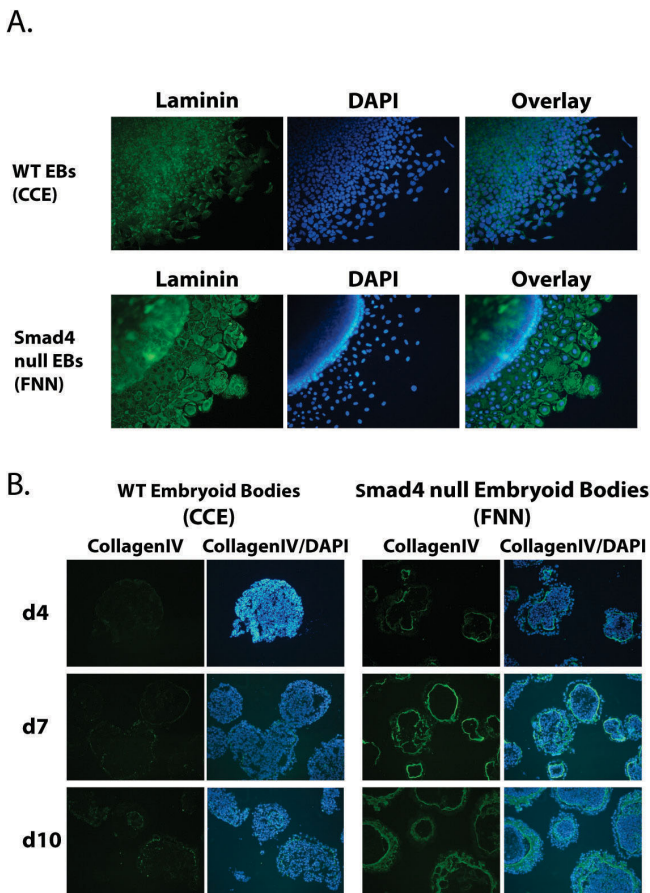 A.
Laminin DAPI Overlay
WT EBs
(CCE)
Laminin DAPI Overlay
Smad4
null EBs
(FNN)
B.
WT Embryoid Bodies Smad4 null Embryoid Bodies
(CCE) (FNN)
CollagenIV CollagenIV/DAPI CollagenIV CollagenIV/DAPI
d4
d7
d10